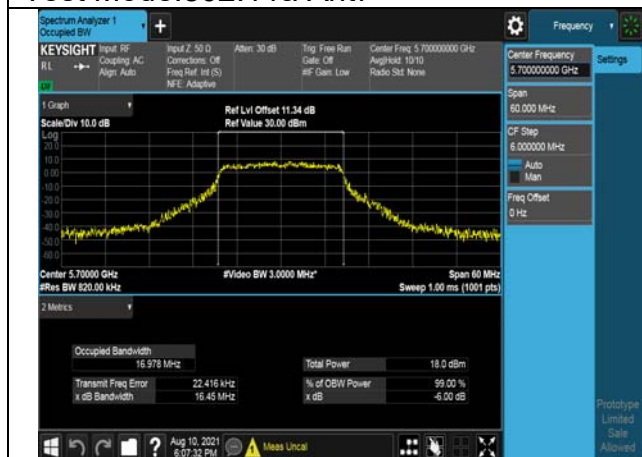 Spectrum Analyzer 1
Occupied BW
+
Frequency
KEYSIGHT
RL
Input: RF
Coupling: AC
Align: Auto
Input Z: 50 Ω
Corrections: Off
Freq Ref: Int (S)
NFE: Adaptive
Atten: 30 dB
Trig: Free Run
Gate: Off
#IF Gain: Low
Center Freq: 5.700000000 GHz
Avg|Hold: 10/10
Radio Std: None
Center Frequency
5.700000000 GHz
Settings
Span
60.000 MHz
CF Step
6.000000 MHz
Auto
Man
Freq Offset
0 Hz
1 Graph
Scale/Div 10.0 dB
Ref Lvl Offset 11.34 dB
Ref Value 30.00 dBm
Log
20.0
10.0
0.00
-10.0
-20.0
-30.0
-40.0
-50.0
-60.0
Center 5.70000 GHz
#Res BW 820.00 kHz
#Video BW 3.0000 MHz*
Span 60 MHz
Sweep 1.00 ms (1001 pts)
2 Metrics
Occupied Bandwidth
16.978 MHz
Total Power 18.0 dBm
Transmit Freq Error 22.416 kHz
% of OBW Power 99.00 %
x dB Bandwidth 16.45 MHz
x dB -6.00 dB
Prototype
Limited
Sale
Allowed
?
Aug 10, 2021
6:07:32 PM
Meas Uncal